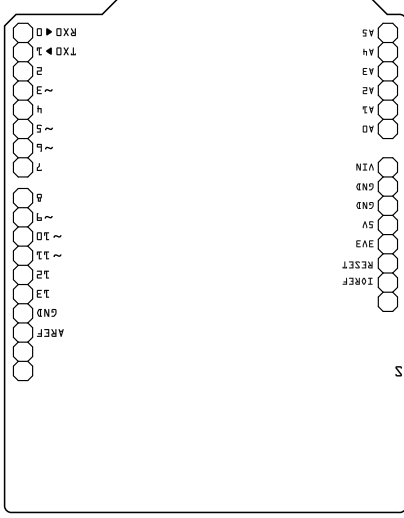 IOREF
RESET
3V3
5V
GND
GND
VIN
A0
A1
A2
A3
A4
A5
AREF
GND
13
12
~11
~10
~9
8
7
~6
~5
4
~3
2
TX0▶1
RX0◀0